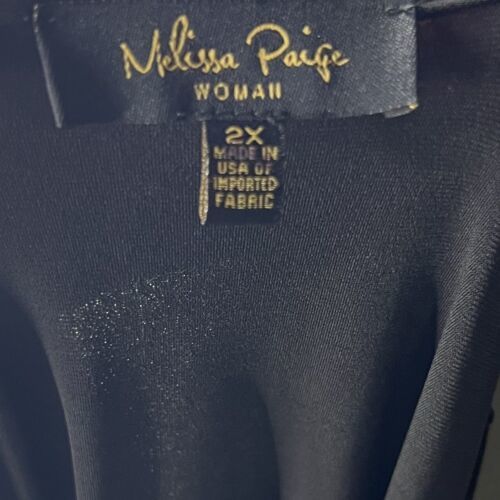 Melissa Paige
WOMAN
2X
MADE IN
USA OF
IMPORTED
FABRIC